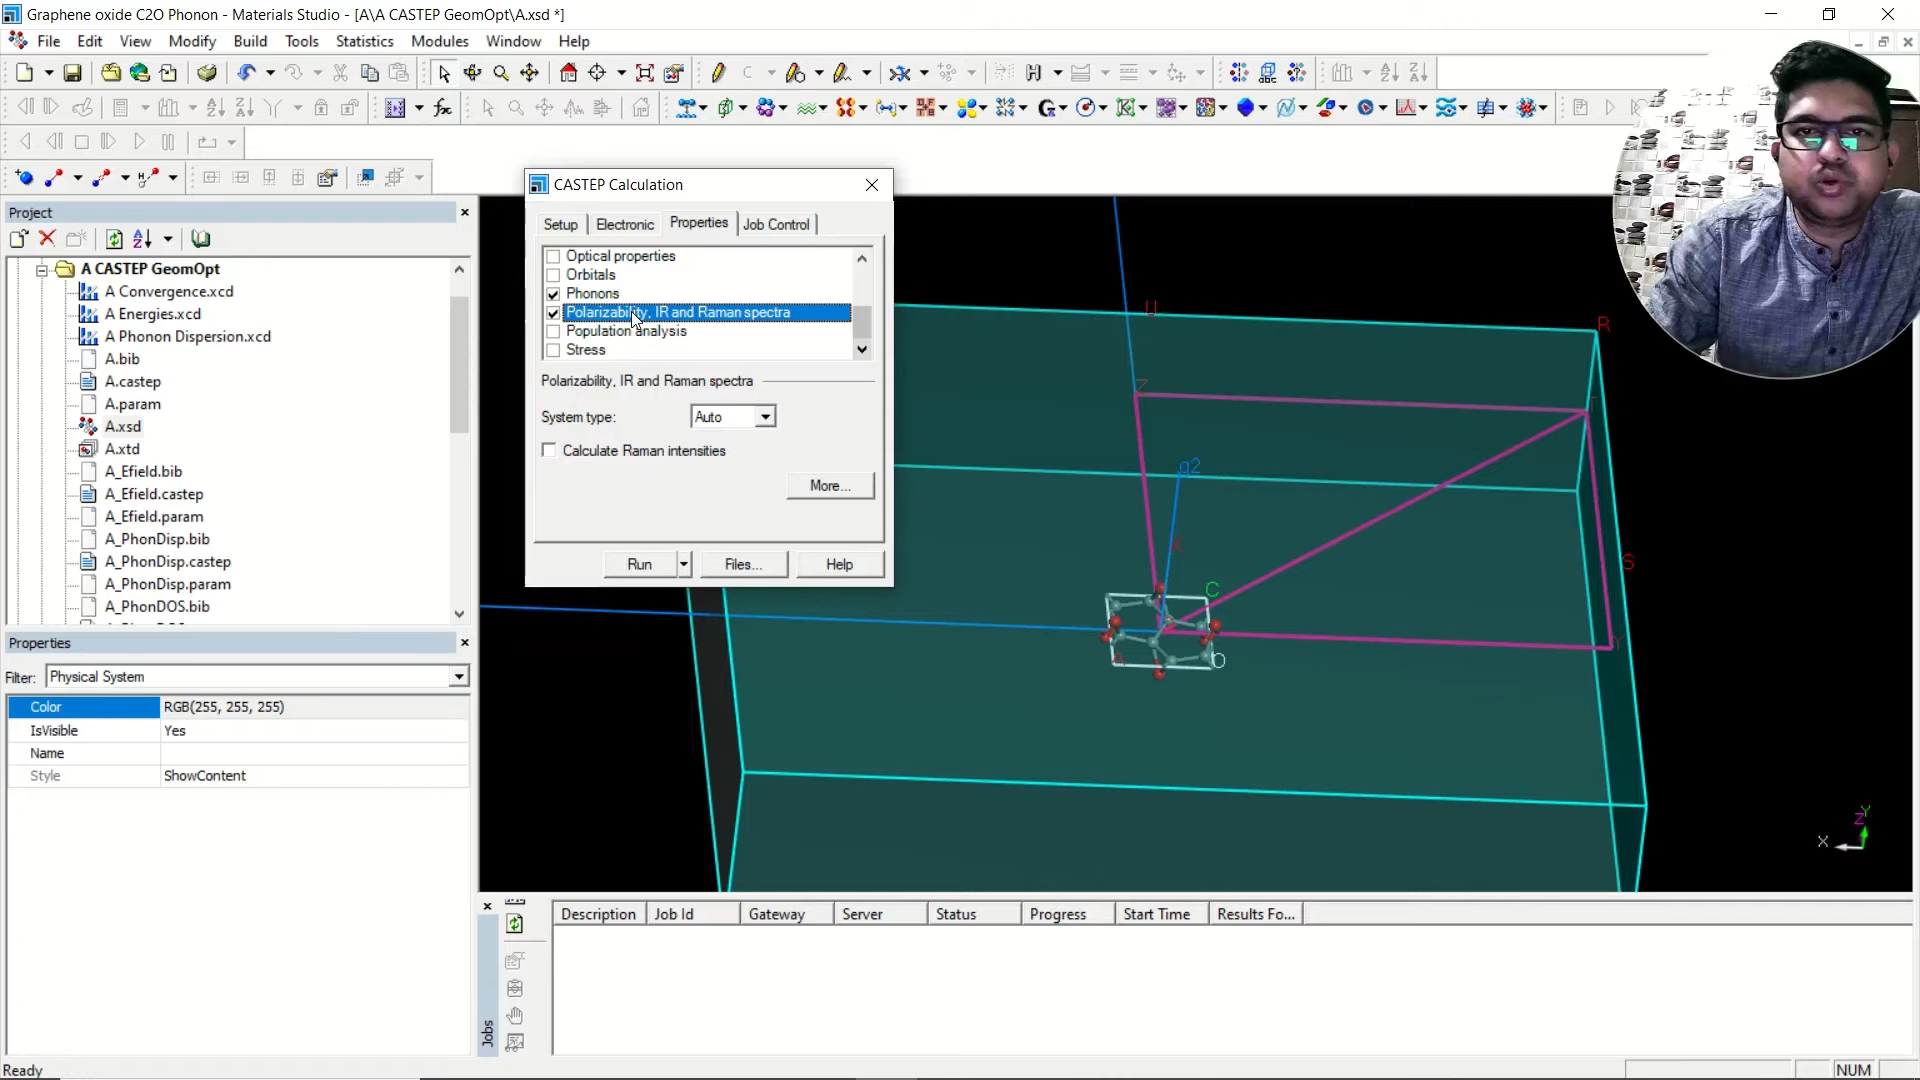 Graphene oxide C2O Phonon - Materials Studio - [A\A CASTEP GeomOpt\A.xsd *]
File Edit View Modify Build Tools Statistics Modules Window Help
Project
A CASTEP GeomOpt
A Convergence.xcd
A Energies.xcd
A Phonon Dispersion.xcd
A.bib
A.castep
A.param
A.xsd
A.xtd
A_Efield.bib
A_Efield.castep
A_Efield.param
A_PhonDisp.bib
A_PhonDisp.castep
A_PhonDisp.param
A_PhonDOS.bib
Properties
Filter: Physical System
Color RGB(255, 255, 255)
IsVisible Yes
Name
Style ShowContent
CASTEP Calculation
Setup Electronic Properties Job Control
Optical properties
Orbitals
Phonons
Polarizability, IR and Raman spectra
Population analysis
Stress
Polarizability, IR and Raman spectra
System type: Auto
Calculate Raman intensities
More...
Run Files... Help
U
R
Z
T
g2
X
S
C
Y
A
O
Y
Z
X
Jobs
Description Job Id Gateway Server Status Progress Start Time Results Fo...
Ready
NUM